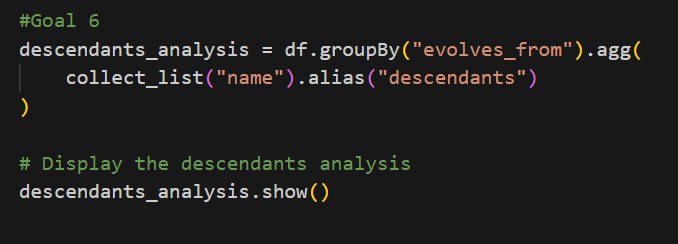 #Goal 6
descendants_analysis = df.groupBy("evolves_from").agg(
    collect_list("name").alias("descendants")
)
# Display the descendants analysis
descendants_analysis.show()